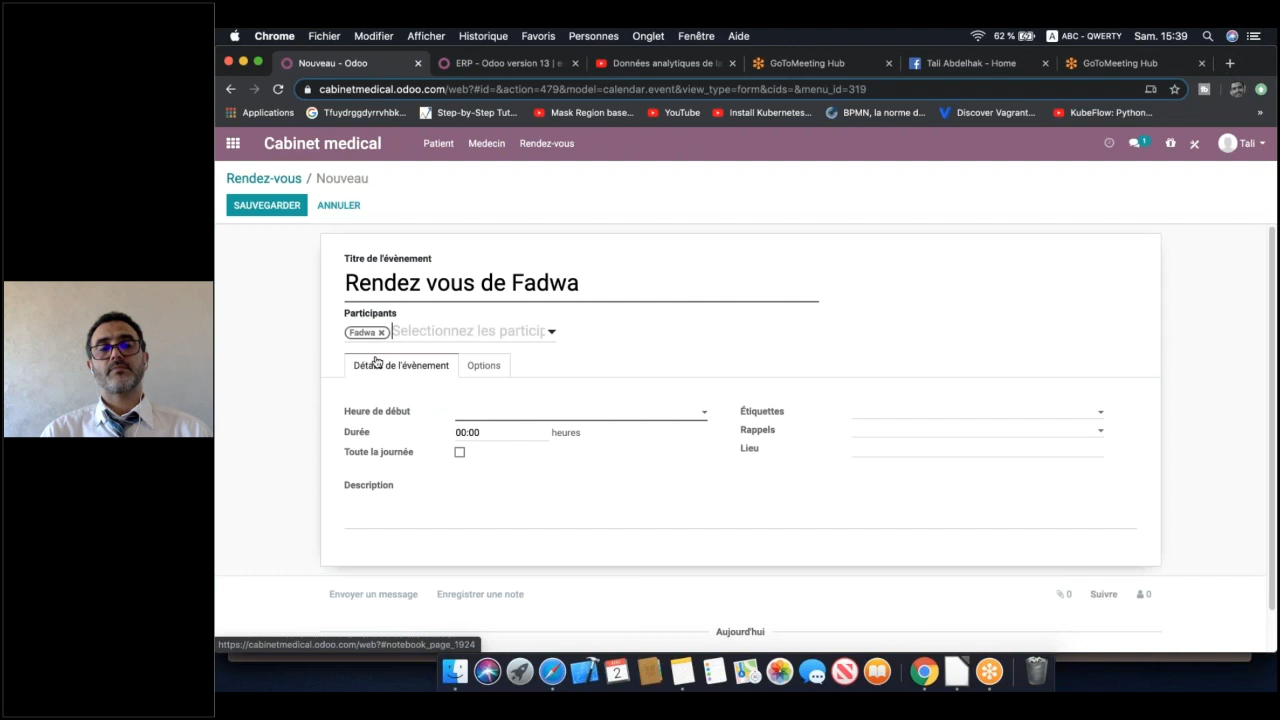 Chrome Fichier Modifier Afficher Historique Favoris Personnes Onglet Fenêtre Aide 62 % A ABC - QWERTY Sam. 15:39
Nouveau - Odoo ERP - Odoo version 13 | e Données analytiques de la GoToMeeting Hub Tali Abdelhak - Home GoToMeeting Hub
cabinetmedical.odoo.com/web?#id=&action=479&model=calendar.event&view_type=form&cids=&menu_id=319
Applications Tfuydrggdyrrvhbk... Step-by-Step Tut... Mask Region base... YouTube Install Kubernetes... BPMN, la norme d... Discover Vagrant... KubeFlow: Python... »
Cabinet medical Patient Medecin Rendez-vous 1 Tali
Rendez-vous / Nouveau
SAUVEGARDER ANNULER
Titre de l'évènement
Rendez vous de Fadwa
Participants
Fadwa Selectionnez les particip
de l'évènement Options
Heure de début
Durée 00:00 heures
Toute la journée
Étiquettes
Rappels
Lieu
Description
Envoyer un message Enregistrer une note 0 Suivre 0
Aujourd'hui
https://cabinetmedical.odoo.com/web?#notebook_page_1924
2